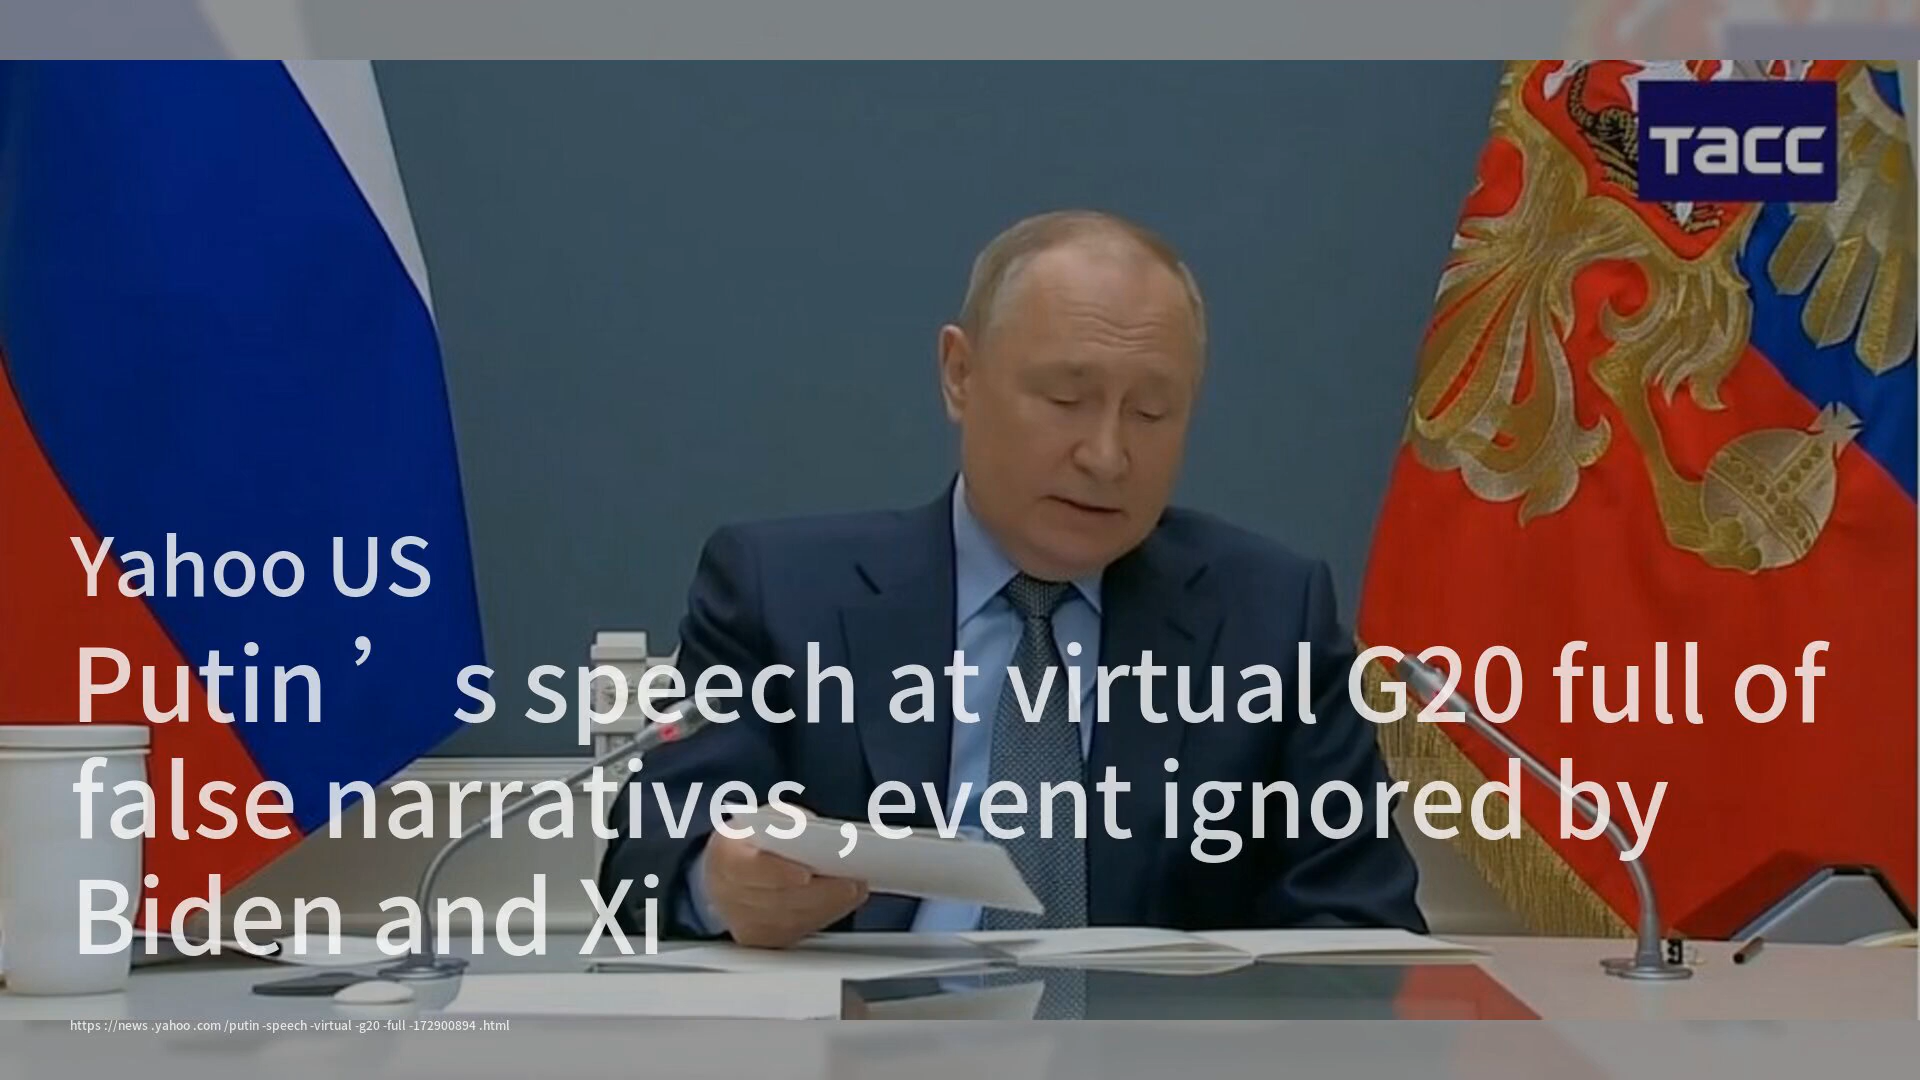 тасс
Yahoo US
Putin ’ s speech at virtual G20 full of
false narratives ,event ignored by
Biden and Xi
https ://news .yahoo .com /putin -speech -virtual -g20 -full -172900894 .html